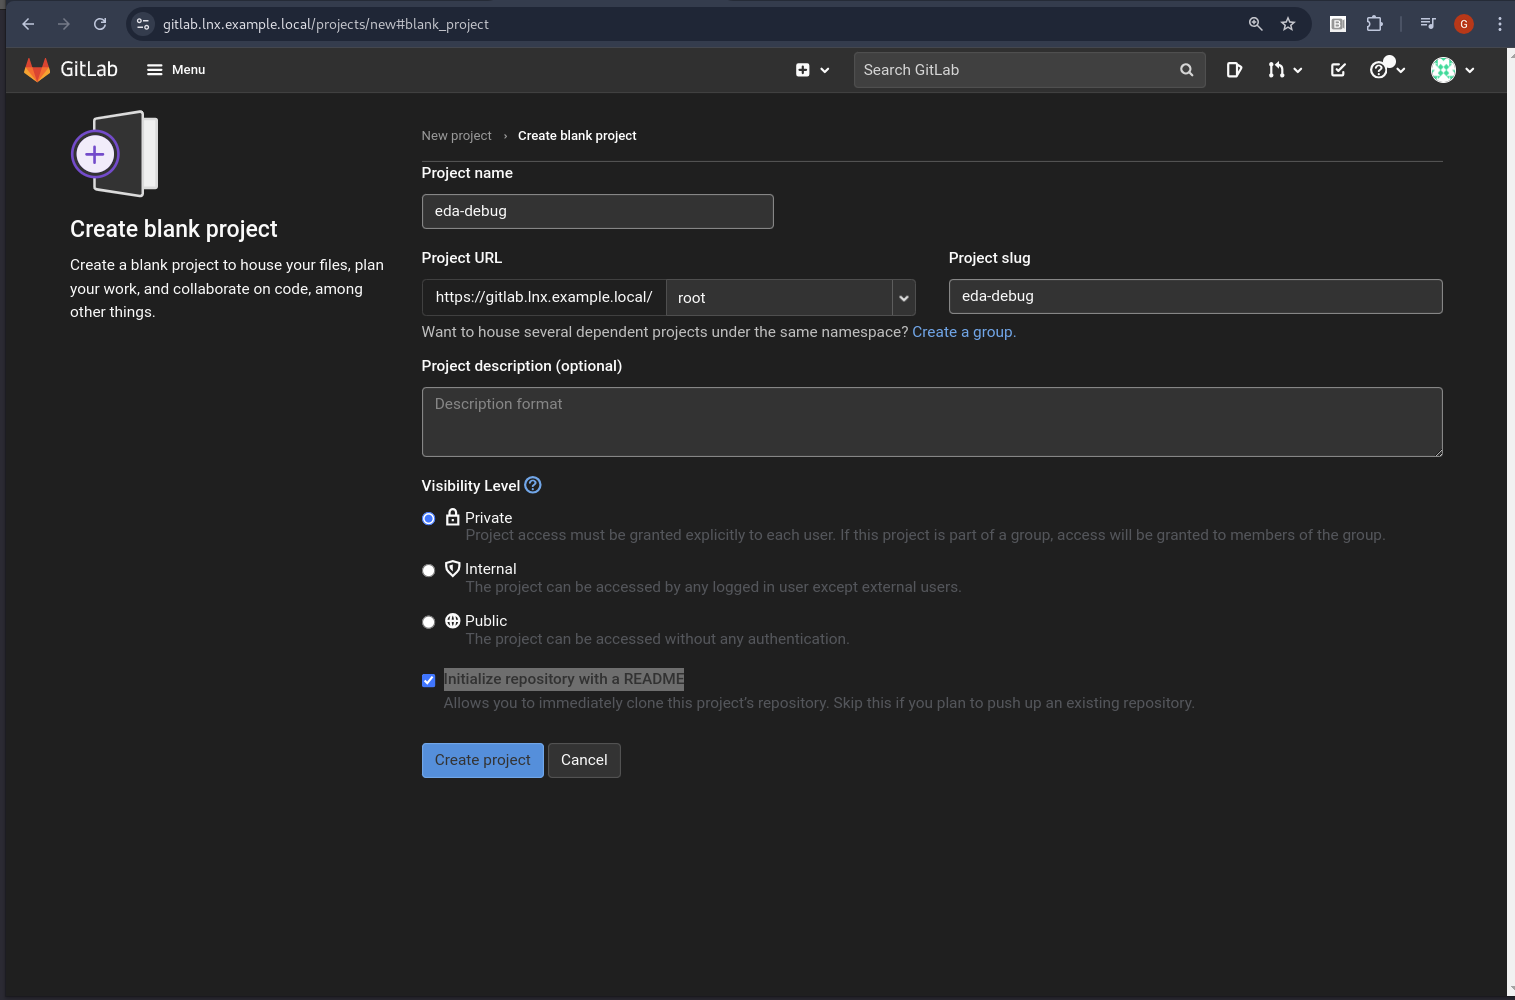 gitlab.lnx.example.local/projects/new#blank_project
G
GitLab
Menu
Search GitLab
New project › Create blank project
Create blank project
Create a blank project to house your files, plan
your work, and collaborate on code, among
other things.
Project name
eda-debug
Project URL
Project slug
https://gitlab.lnx.example.local/
root
eda-debug
Want to house several dependent projects under the same namespace? Create a group.
Project description (optional)
Description format
Visibility Level
Private
Project access must be granted explicitly to each user. If this project is part of a group, access will be granted to members of the group.
Internal
The project can be accessed by any logged in user except external users.
Public
The project can be accessed without any authentication.
Initialize repository with a README
Allows you to immediately clone this project's repository. Skip this if you plan to push up an existing repository.
Create project
Cancel